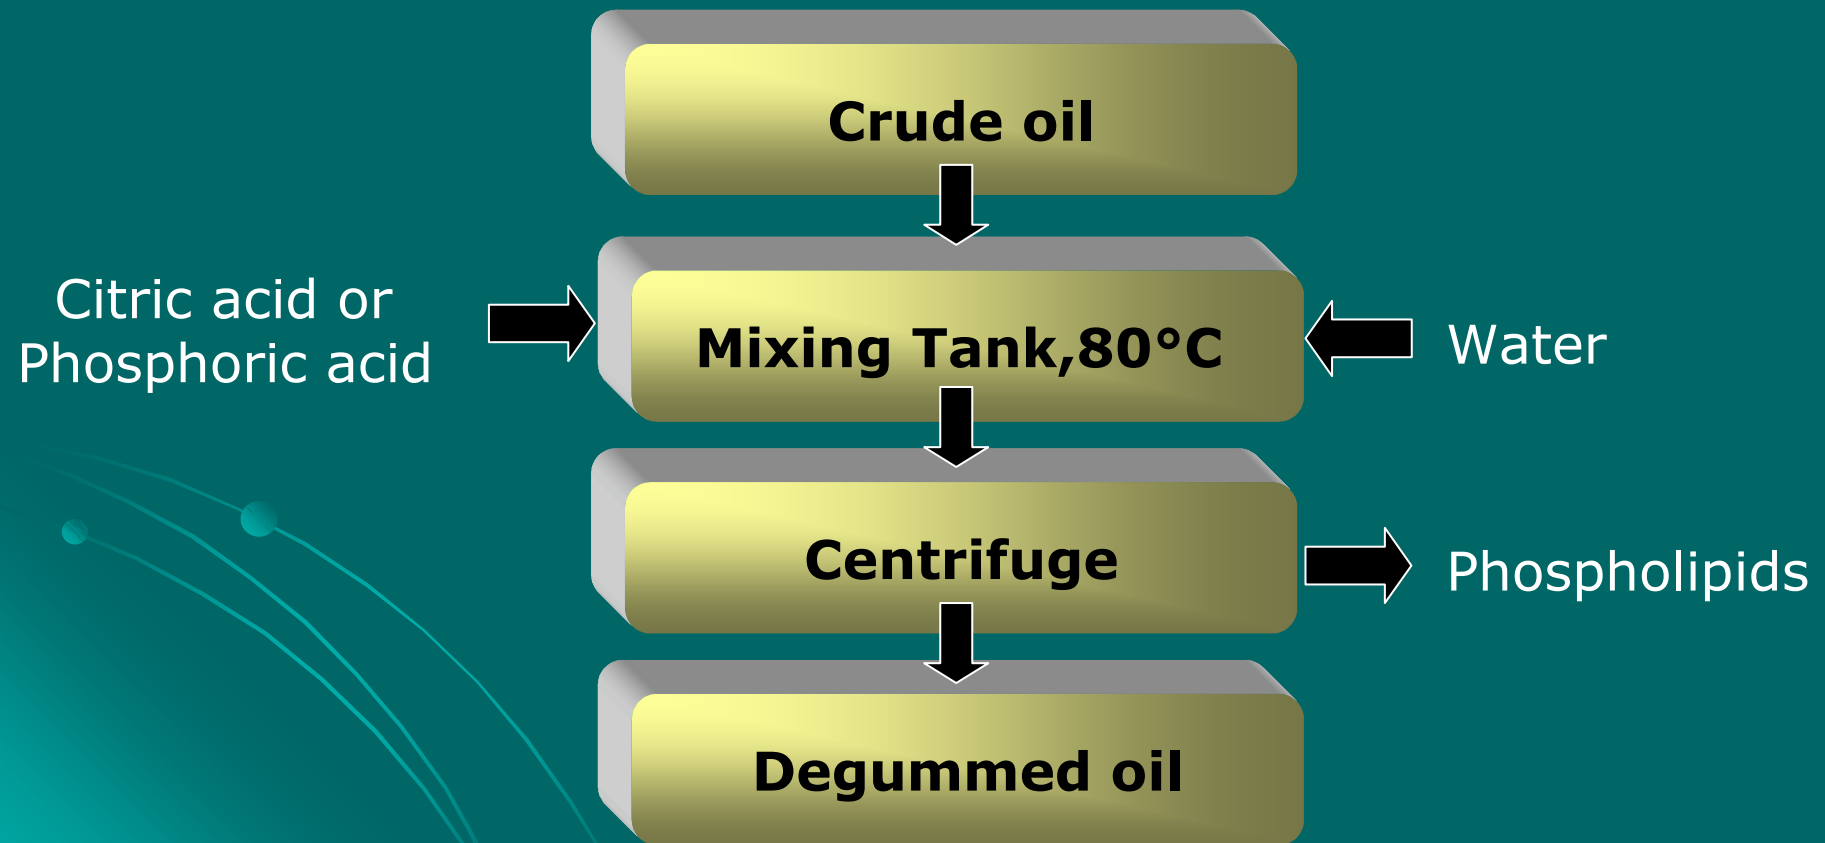 Crude oil
Citric acid or
Phosphoric acid
Mixing Tank,80°C
Water
Centrifuge
Phospholipids
Degummed oil